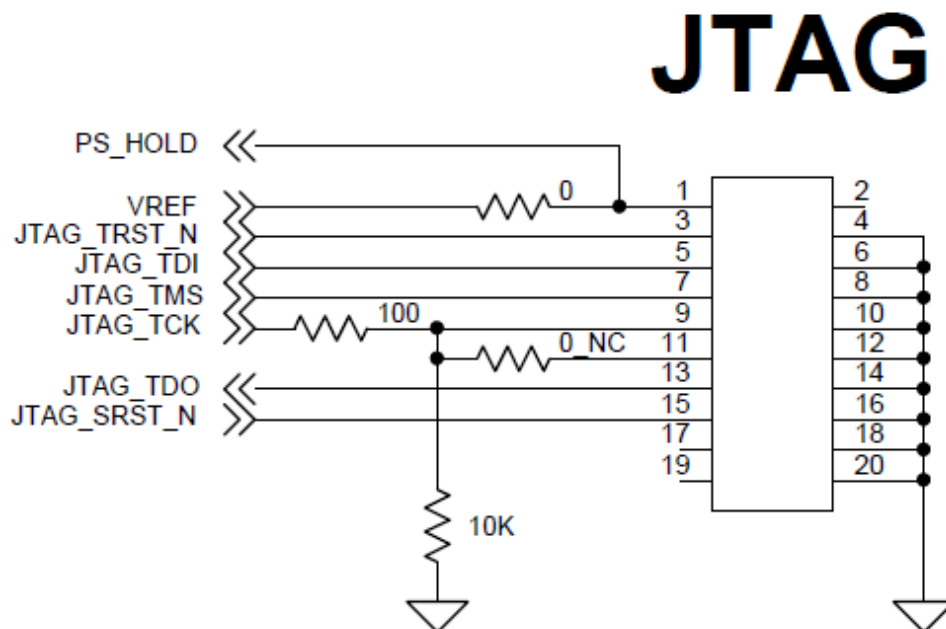 JTAG
PS_HOLD
VREF 0 1 2
JTAG_TRST_N 3 4
JTAG_TDI 5 6
JTAG_TMS 7 8
JTAG_TCK 100 9 10
0_NC 11 12
JTAG_TDO 13 14
JTAG_SRST_N 15 16
17 18
19 20
10K